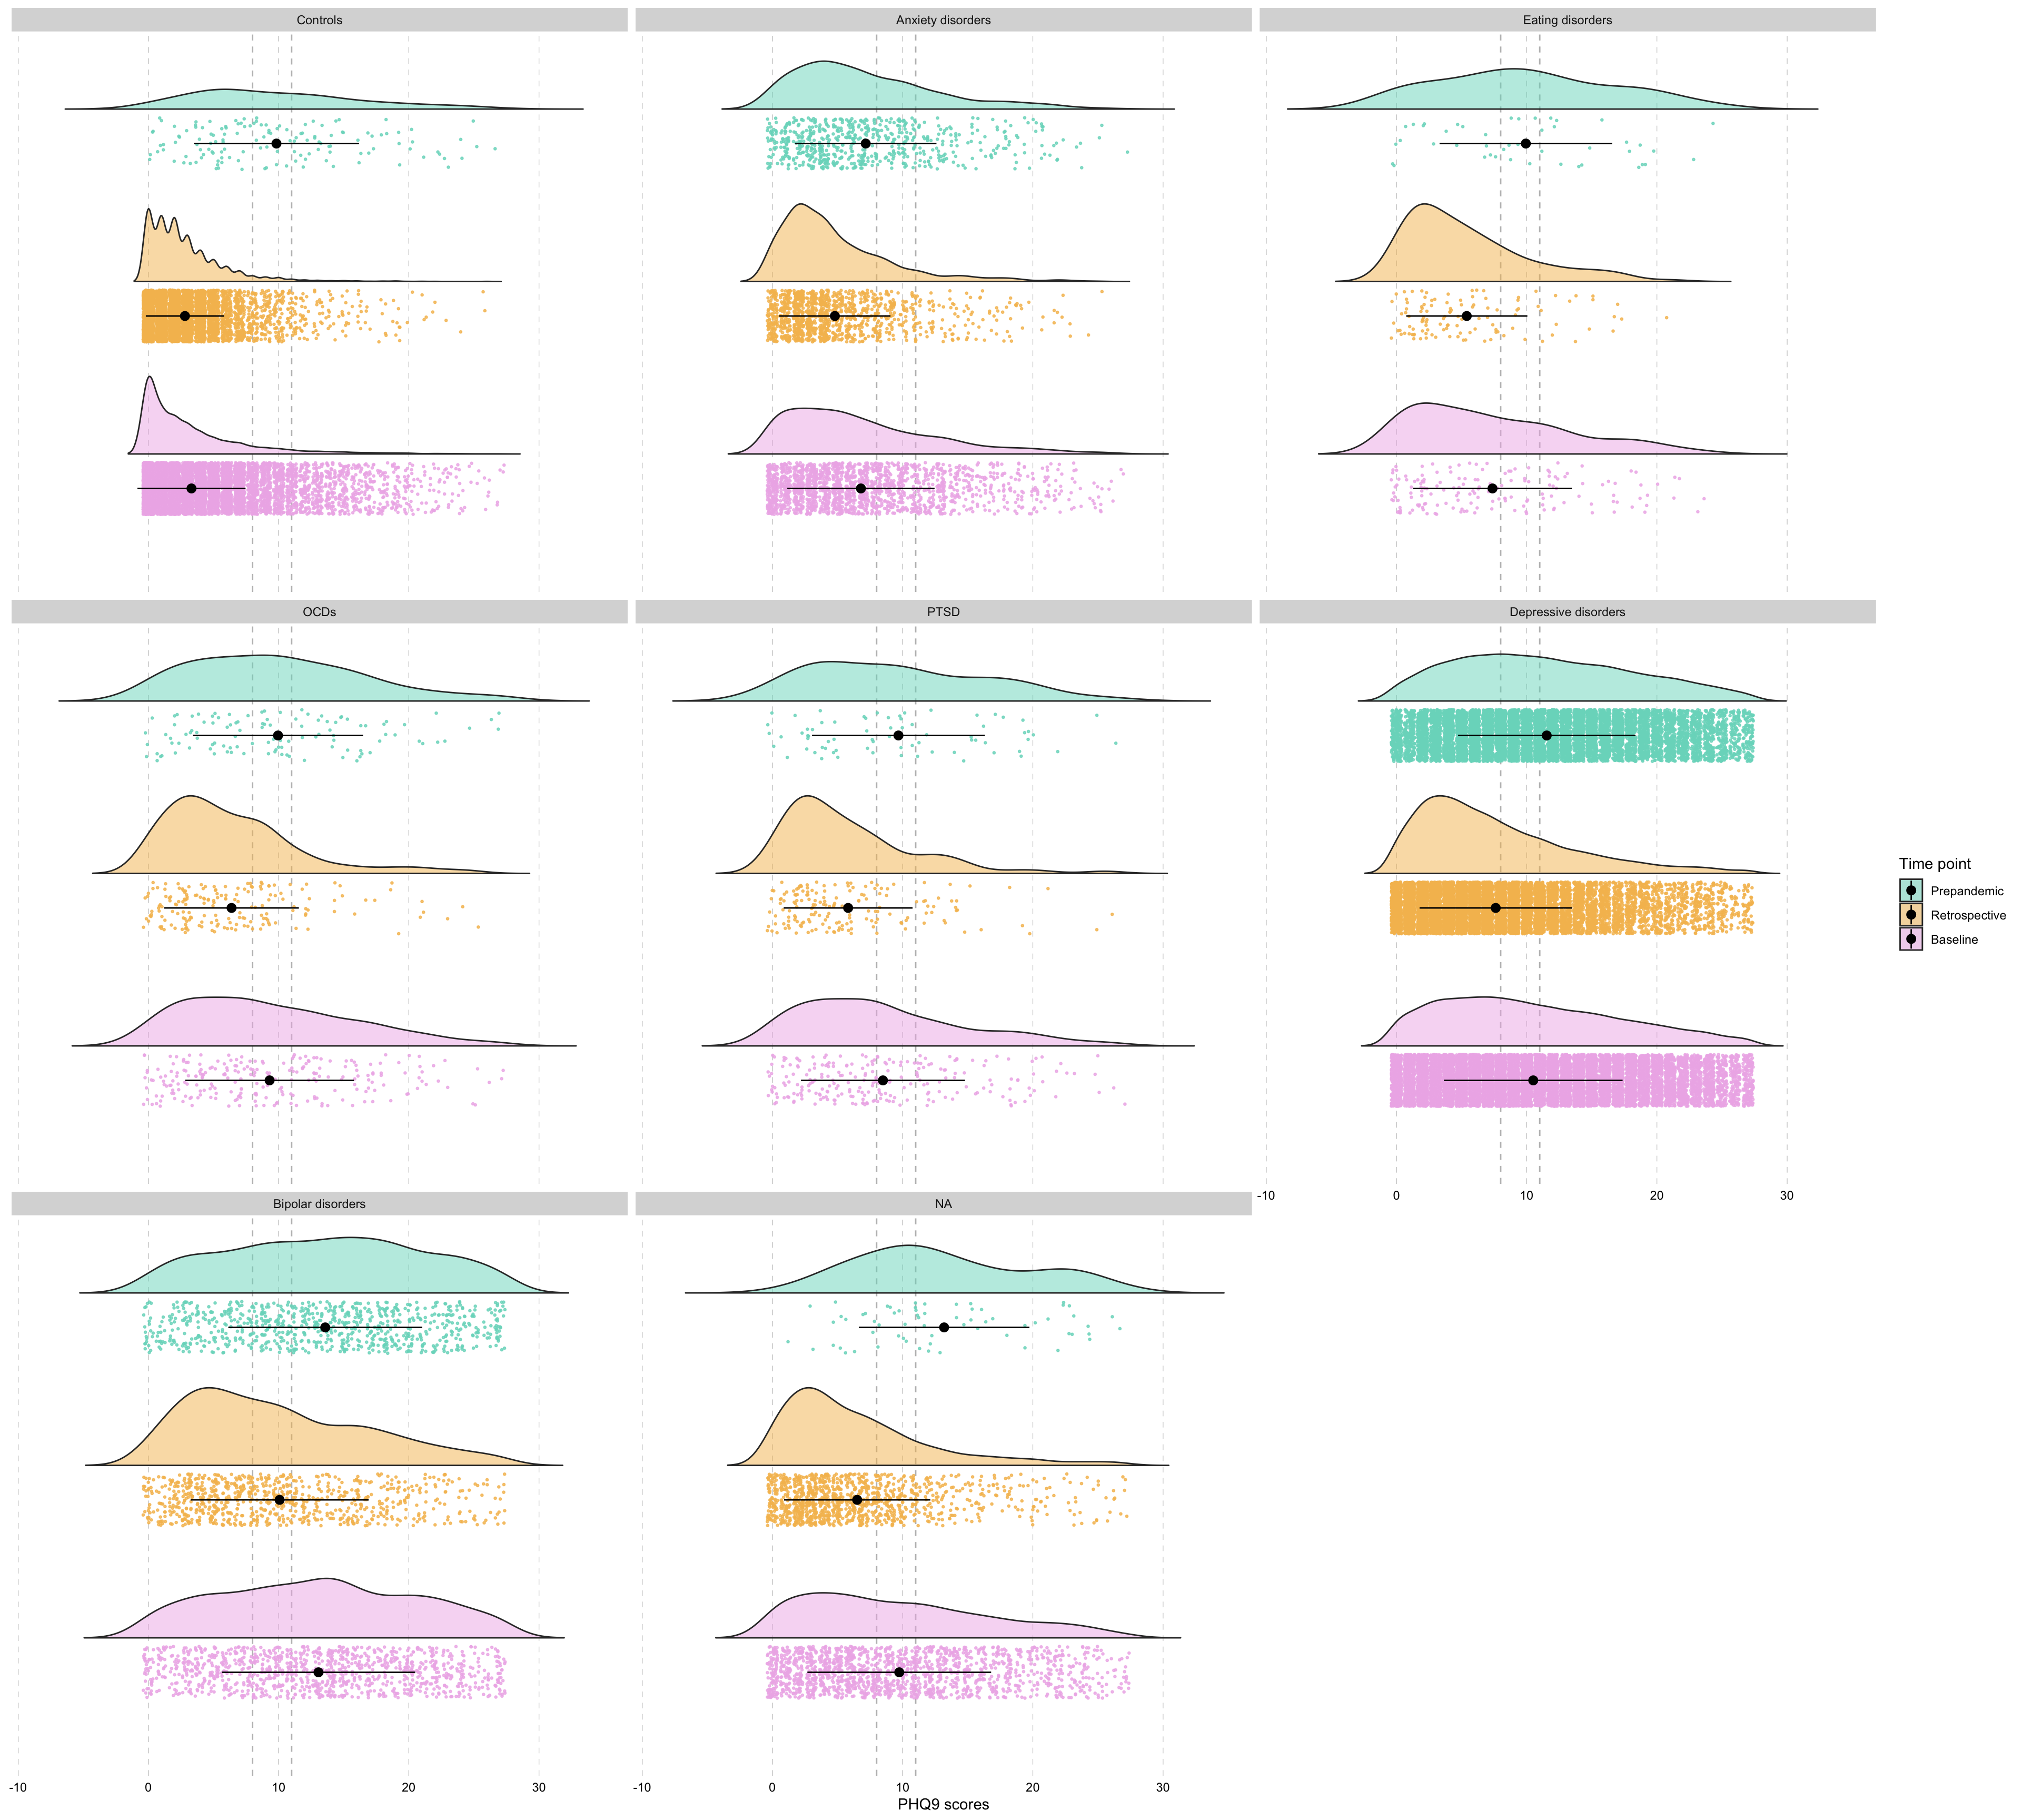 Controls
Anxiety disorders
Eating disorders
OCDs
PTSD
Depressive disorders
Time point
Prepandemic
Retrospective
Baseline
-10 0 10 20 30
Bipolar disorders
NA
-10 0 10 20 30
-10 0 10 20 30
PHQ9 scores